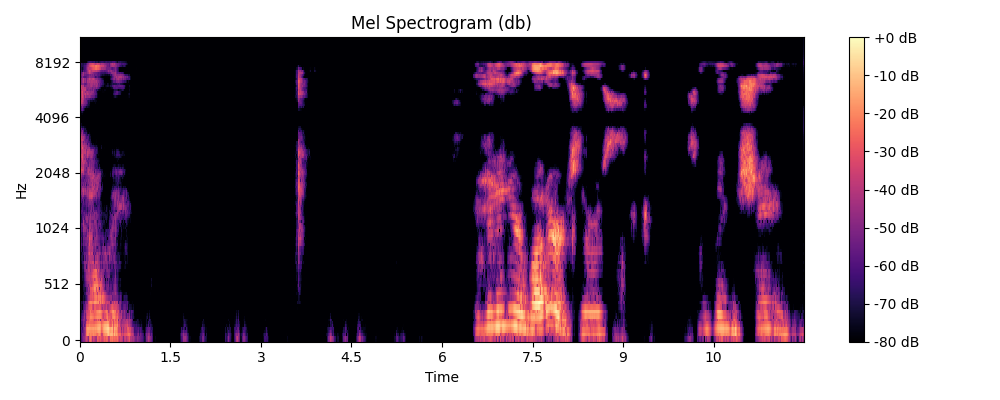 Mel Spectrogram (db)
8192
4096
2048
1024
512
0
Hz
0 1.5 3 4.5 6 7.5 9 10
Time
+0 dB
-10 dB
-20 dB
-30 dB
-40 dB
-50 dB
-60 dB
-70 dB
-80 dB